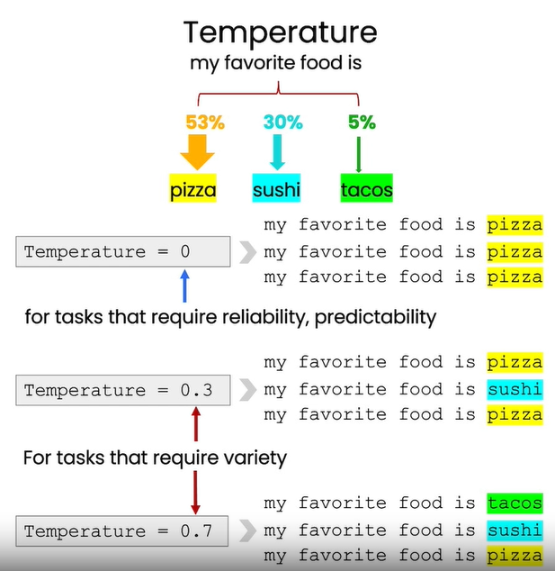 Temperature
my favorite food is
53% 30% 5%
pizza sushi tacos
my favorite food is pizza
Temperature = 0 my favorite food is pizza
my favorite food is pizza
for tasks that require reliability, predictability
my favorite food is pizza
Temperature = 0.3 my favorite food is sushi
my favorite food is pizza
For tasks that require variety
my favorite food is tacos
Temperature = 0.7 my favorite food is sushi
my favorite food is pizza